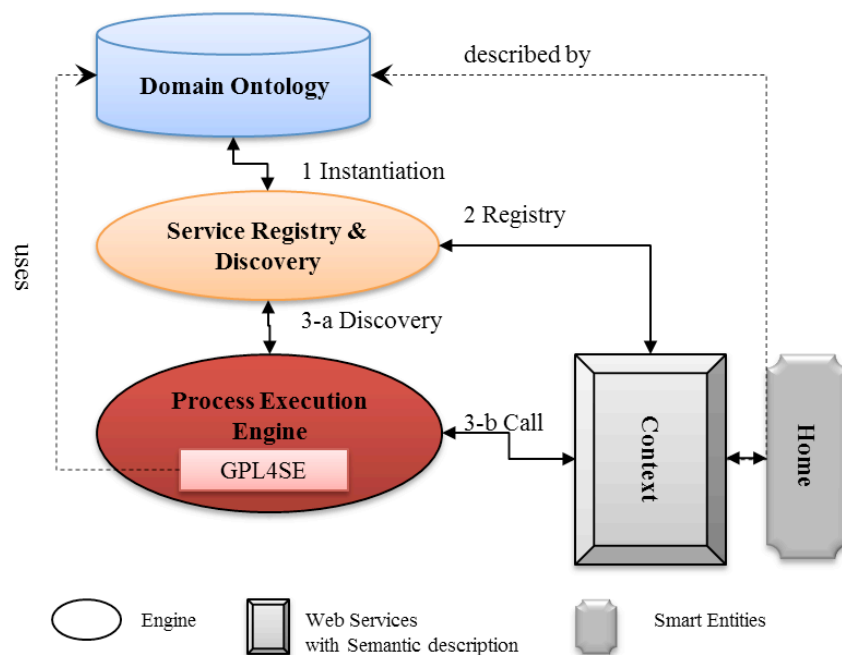 described by
Domain Ontology
1 Instantiation
Service Registry &
Discovery
2 Registry
uses
3-a Discovery
Process Execution
Engine
GPL4SE
3-b Call
Context
Home
Engine
Web Services
with Semantic description
Smart Entities